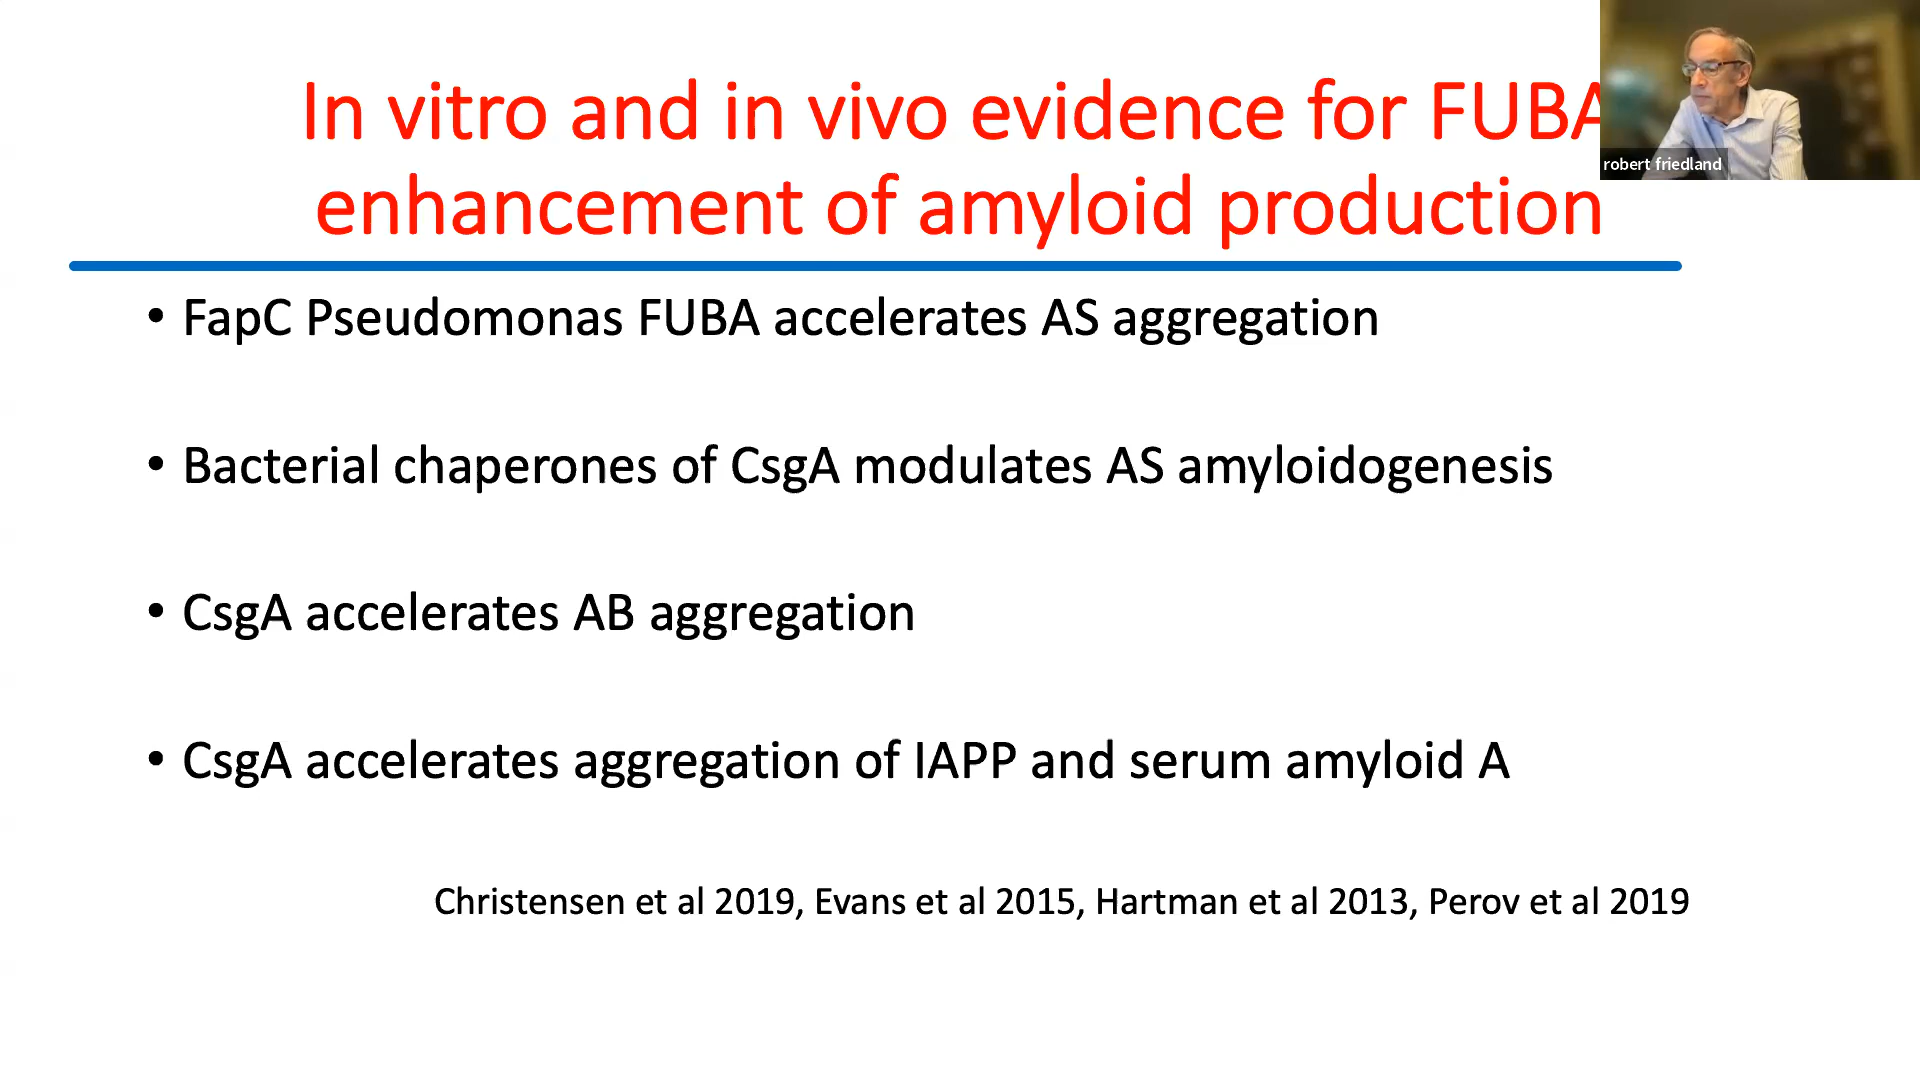 In vitro and in vivo evidence for FUBA
enhancement of amyloid production
robert friedland
• FapC Pseudomonas FUBA accelerates AS aggregation
• Bacterial chaperones of CsgA modulates AS amyloidogenesis
• CsgA accelerates AB aggregation
• CsgA accelerates aggregation of IAPP and serum amyloid A
Christensen et al 2019, Evans et al 2015, Hartman et al 2013, Perov et al 2019